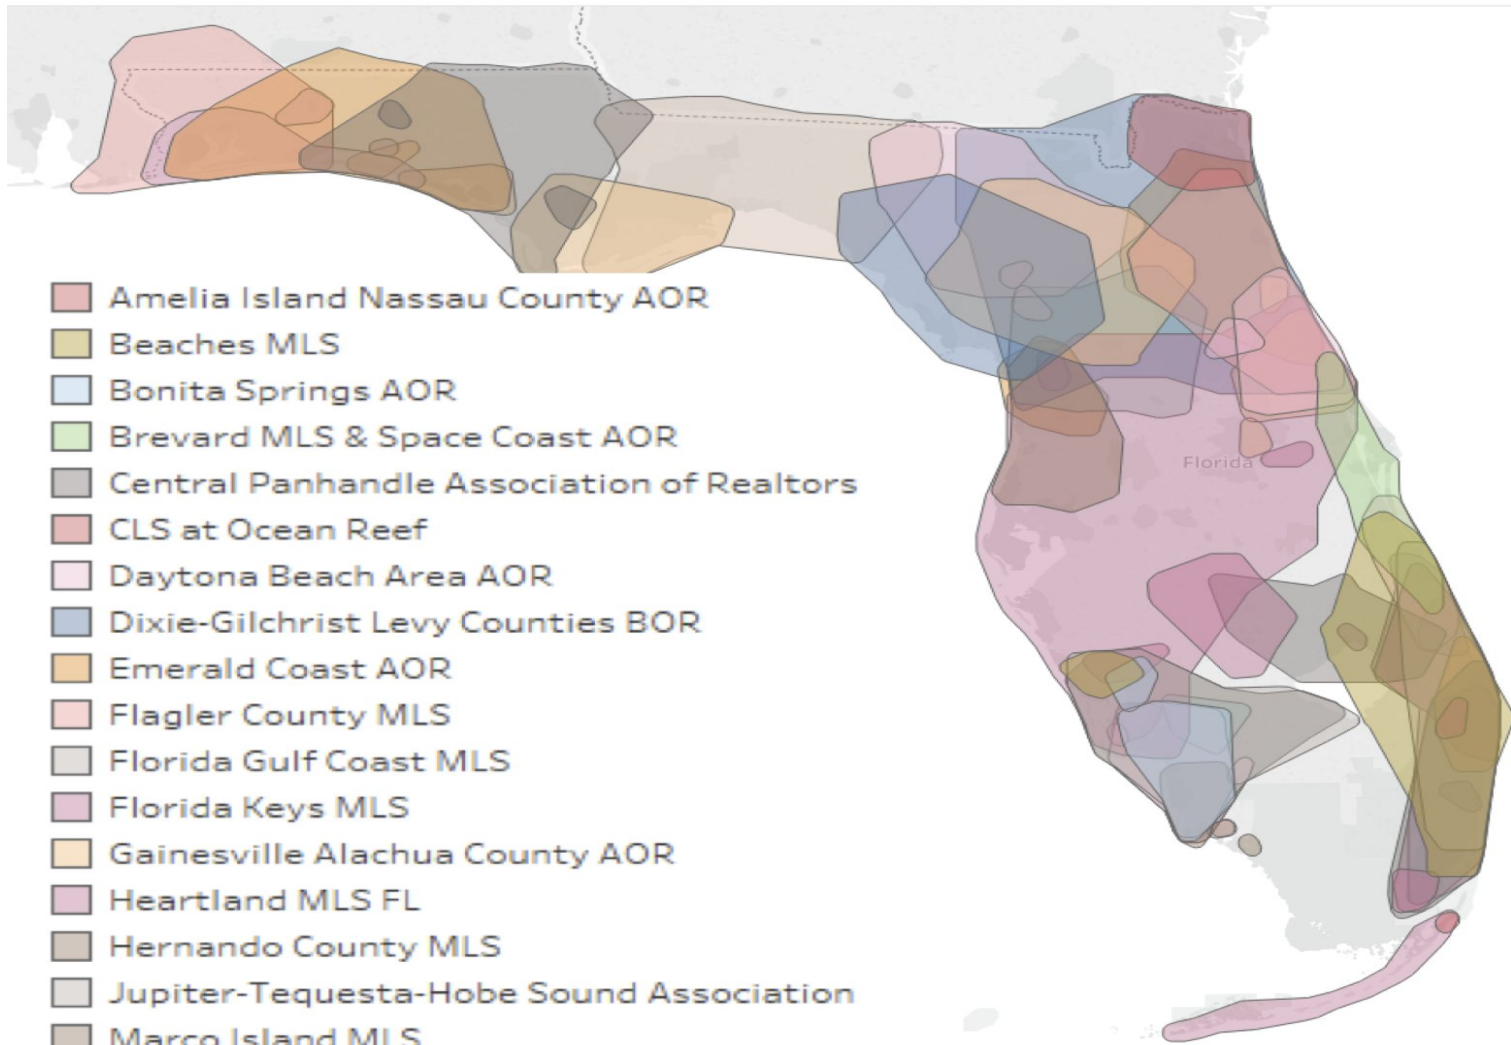 Amelia Island Nassau County AOR
Beaches MLS
Bonita Springs AOR
Brevard MLS & Space Coast AOR
Central Panhandle Association of Realtors
CLS at Ocean Reef
Daytona Beach Area AOR
Dixie-Gilchrist Levy Counties BOR
Emerald Coast AOR
Flagler County MLS
Florida Gulf Coast MLS
Florida Keys MLS
Gainesville Alachua County AOR
Heartland MLS FL
Hernando County MLS
Jupiter-Tequesta-Hobe Sound Association
Marco Island MLS
Florida